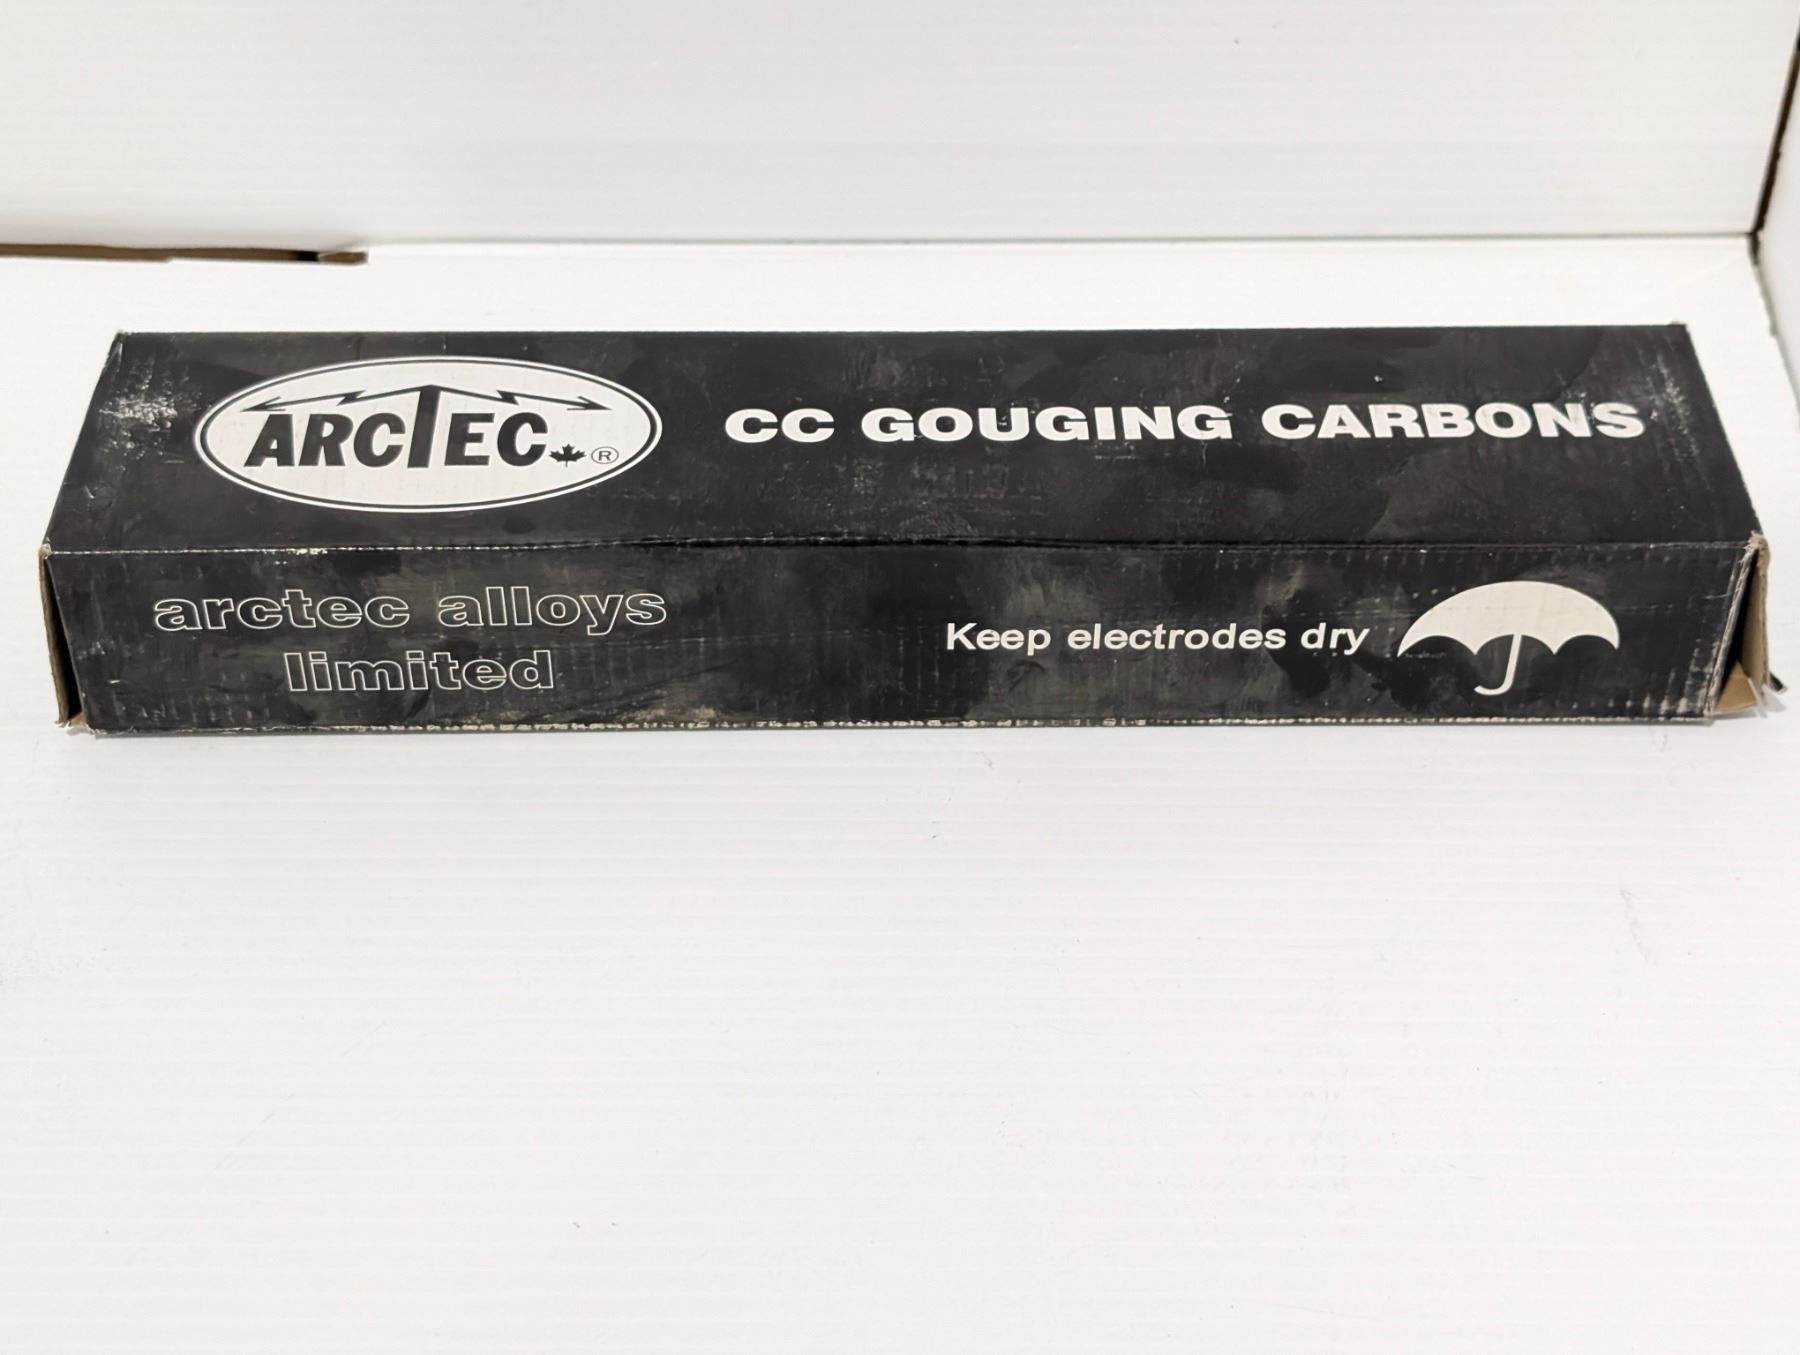 ARCTEC ®
CC GOUGING CARBONS
arctec alloys
limited
Keep electrodes dry